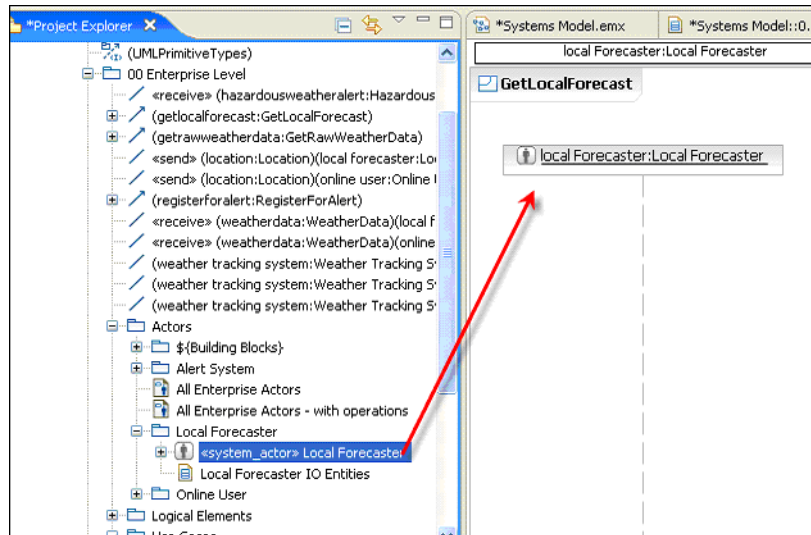 *Project Explorer
*Systems Model.emx
*Systems Model::0.
(UMLPrimitiveTypes)
00 Enterprise Level
«receive» (hazardousweatheralert:Hazardous
(getlocalforecast:GetLocalForecast)
(getrawweatherdata:GetRawWeatherData)
«send» (location:Location)(local forecaster:Lo
«send» (location:Location)(online user:Online
(registerforalert:RegisterForAlert)
«receive» (weatherdata:WeatherData)(local f
«receive» (weatherdata:WeatherData)(online
(weather tracking system:Weather Tracking S
(weather tracking system:Weather Tracking S
(weather tracking system:Weather Tracking S
Actors
${Building Blocks}
Alert System
All Enterprise Actors
All Enterprise Actors - with operations
Local Forecaster
«system_actor» Local Forecaster
Local Forecaster IO Entities
Online User
Logical Elements
Use Cases
local Forecaster:Local Forecaster
GetLocalForecast
local Forecaster:Local Forecaster